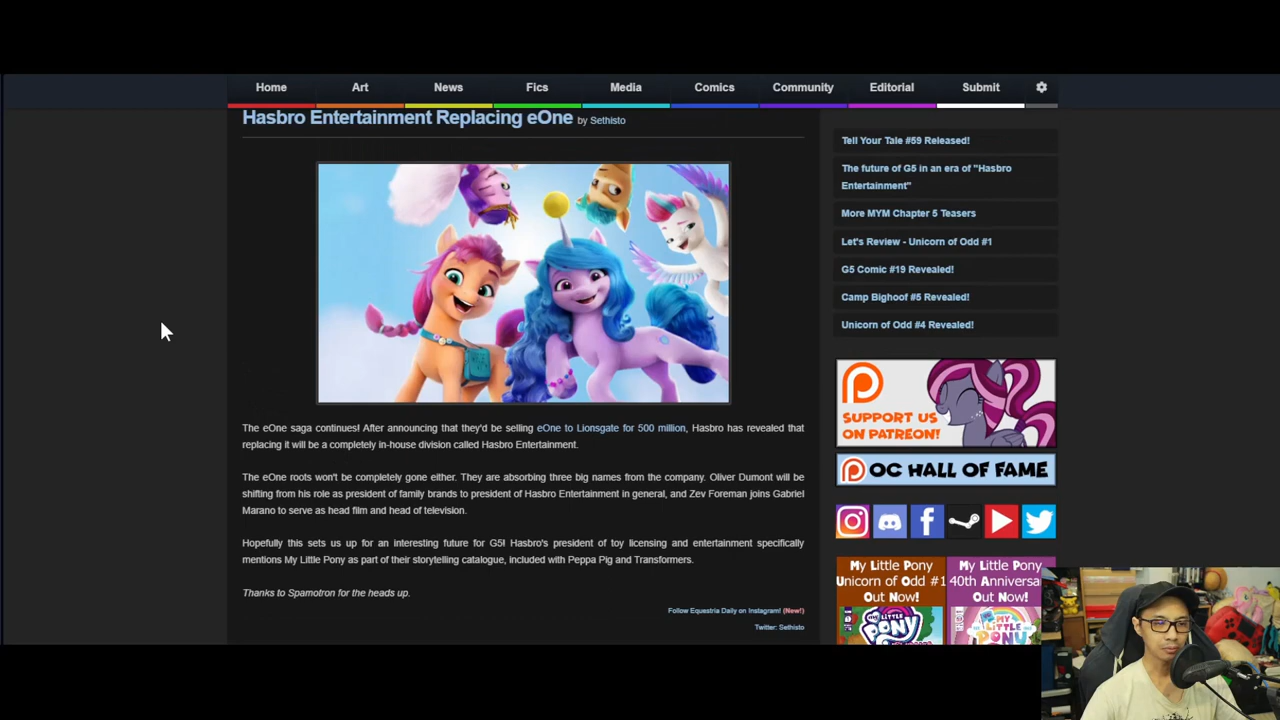 Home Art News Fics Media Comics Community Editorial Submit
Hasbro Entertainment Replacing eOne by Sethisto
The eOne saga continues! After announcing that they'd be selling eOne to Lionsgate for 500 million, Hasbro has revealed that
replacing it will be a completely in-house division called Hasbro Entertainment.
The eOne roots won't be completely gone either. They are absorbing three big names from the company. Oliver Dumont will be
shifting from his role as president of family brands to president of Hasbro Entertainment in general, and Zev Foreman joins Gabriel
Marano to serve as head film and head of television.
Hopefully this sets us up for an interesting future for G5! Hasbro's president of toy licensing and entertainment specifically
mentions My Little Pony as part of their storytelling catalogue, included with Peppa Pig and Transformers.
Thanks to Spamotron for the heads up.
Follow Equestria Daily on Instagram! (New!)
Twitter: Sethisto
Tell Your Tale #59 Released!
The future of G5 in an era of "Hasbro
Entertainment"
More MYM Chapter 5 Teasers
Let's Review - Unicorn of Odd #1
G5 Comic #19 Revealed!
Camp Bighoof #5 Revealed!
Unicorn of Odd #4 Revealed!
SUPPORT US
ON PATREON!
OC HALL OF FAME
My Little Pony
Unicorn of Odd #1
Out Now!
My Little Pony
40th Anniversa
Out Now!
PONY
MY LITTLE
PONY